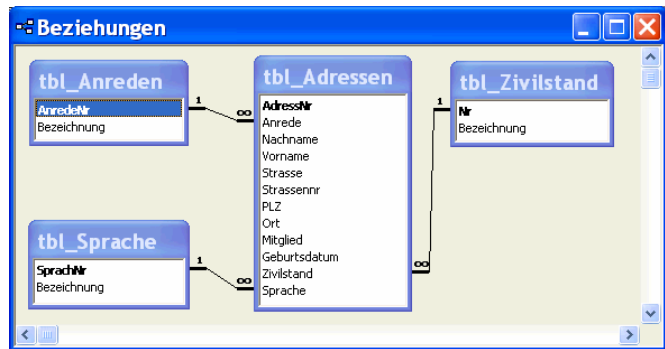 Beziehungen
tbl_Anreden
AnredeNr
Bezeichnung
1
∞
tbl_Adressen
AdressNr
Anrede
Nachname
Vorname
Strasse
Strassennr
PLZ
Ort
Mitglied
Geburtsdatum
Zivilstand
Sprache
tbl_Zivilstand
1
Nr
Bezeichnung
∞
tbl_Sprache
SprachNr
Bezeichnung
1
∞